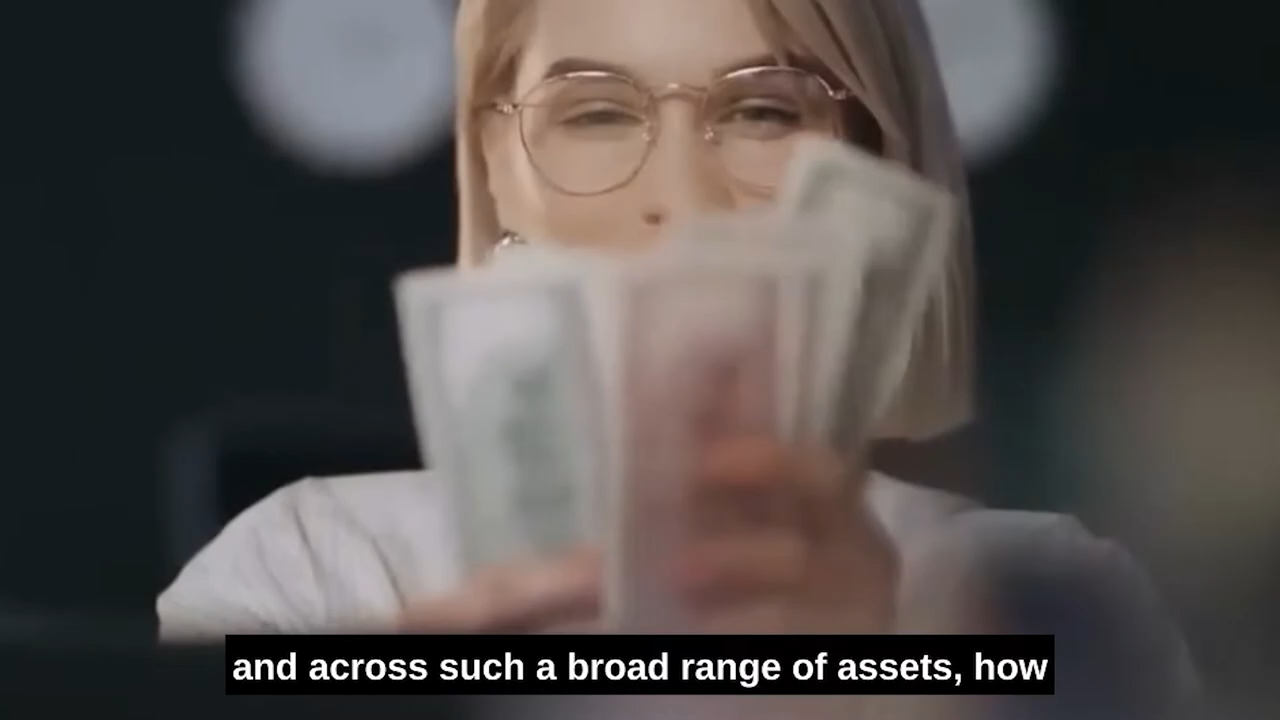 and across such a broad range of assets, how